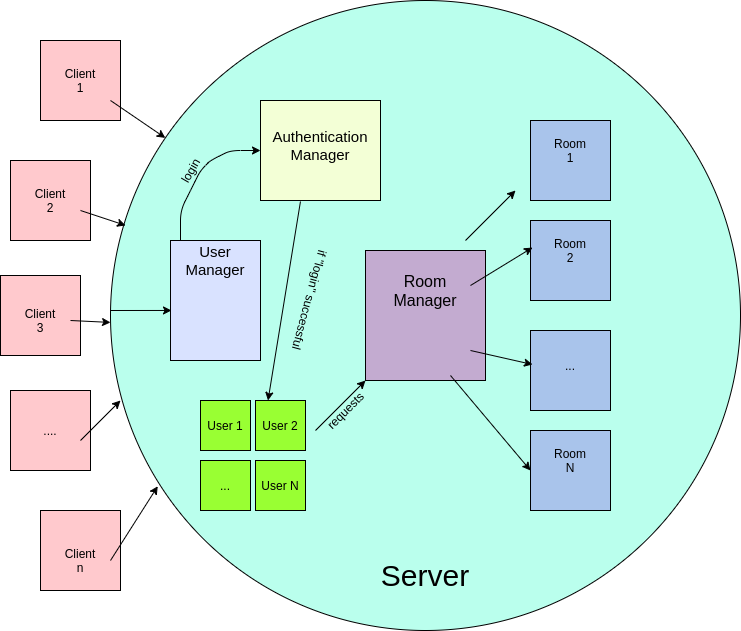 Client
1
Client
2
Client
3
....
Client
n
login
Authentication
Manager
User
Manager
if "login" successful
User 1
User 2
...
User N
requests
Room
Manager
Room
1
Room
2
...
Room
N
Server